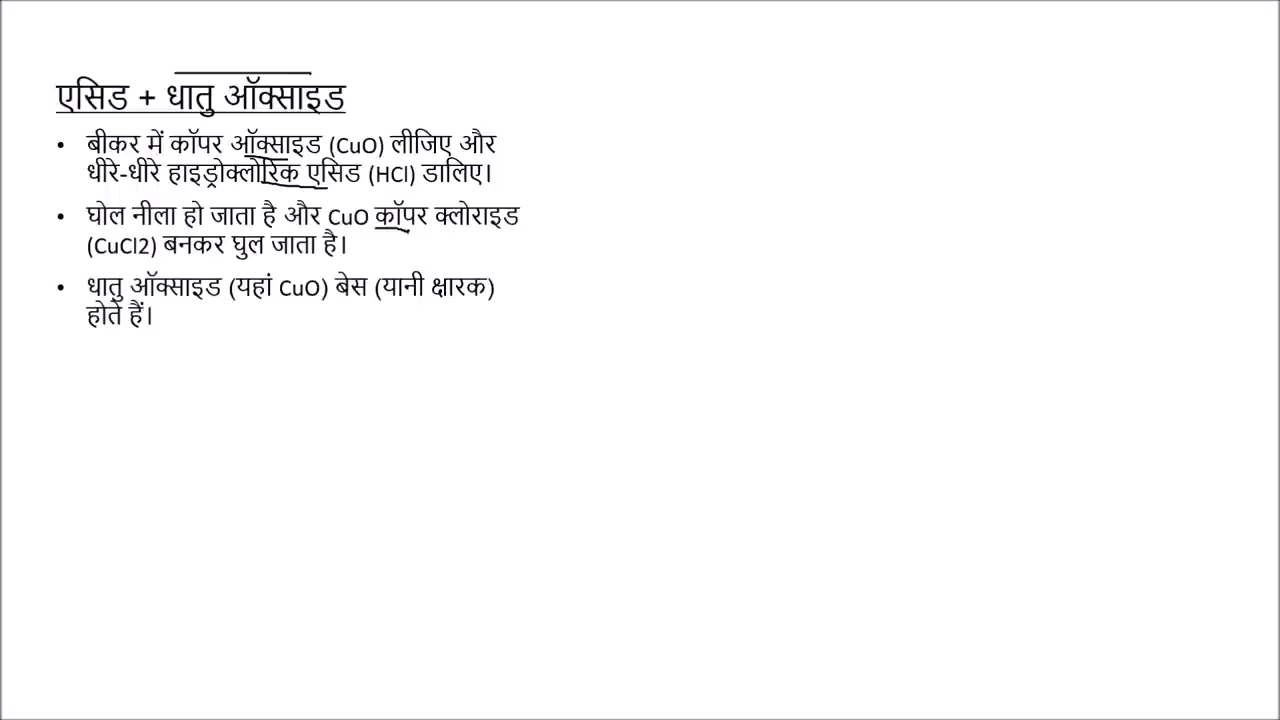 एसिड + धातु ऑक्साइड
• बीकर में कॉपर ऑक्साइड (CuO) लीजिए और
धीरे-धीरे हाइड्रोक्लोरिक एसिड (HCl) डालिए।
• घोल नीला हो जाता है और CuO कॉपर क्लोराइड
(CuCl2) बनकर घुल जाता है।
• धातु ऑक्साइड (यहां CuO) बेस (यानी क्षारक)
होते हैं।